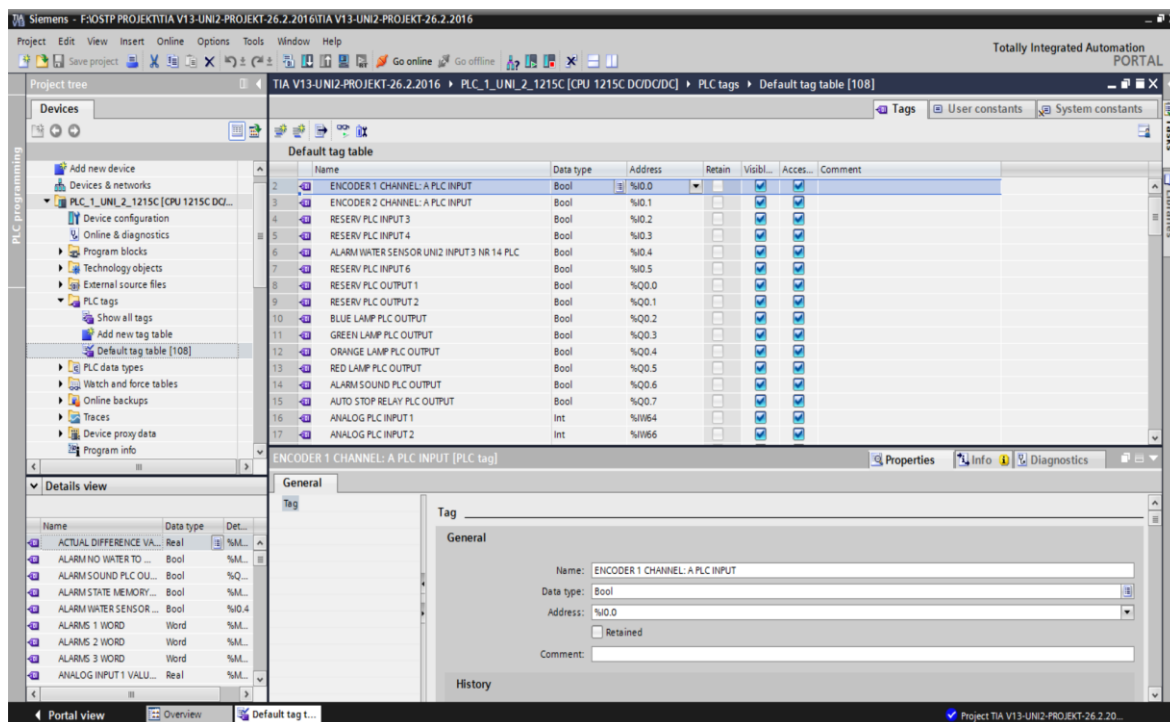 Siemens - F:\OSTP PROJEKT\TIA V13-UNI2-PROJEKT-26.2.2016\TIA V13-UNI2-PROJEKT-26.2.2016
Project Edit View Insert Online Options Tools Window Help
Totally Integrated Automation
PORTAL
Save project Go online Go offline
Project tree
TIA V13-UNI2-PROJEKT-26.2.2016 PLC_1_UNI_2_1215C [CPU 1215C DC/DC/DC] PLC tags Default tag table [108]
Devices
Tags User constants System constants
PLC programming
Tasks
Libraries
Default tag table
Add new device
Devices & networks
PLC_1_UNI_2_1215C [CPU 1215C DC/...
Device configuration
Online & diagnostics
Program blocks
Technology objects
External source files
PLC tags
Show all tags
Add new tag table
Default tag table [108]
PLC data types
Watch and force tables
Online backups
Traces
Device proxy data
Program info
Name Data type Address Retain Visibl... Acces... Comment
2 ENCODER 1 CHANNEL: A PLC INPUT Bool %I0.0
3 ENCODER 2 CHANNEL: A PLC INPUT Bool %I0.1
4 RESERV PLC INPUT 3 Bool %I0.2
5 RESERV PLC INPUT 4 Bool %I0.3
6 ALARM WATER SENSOR UNI2 INPUT 3 NR 14 PLC Bool %I0.4
7 RESERV PLC INPUT 6 Bool %I0.5
8 RESERV PLC OUTPUT 1 Bool %Q0.0
9 RESERV PLC OUTPUT 2 Bool %Q0.1
10 BLUE LAMP PLC OUTPUT Bool %Q0.2
11 GREEN LAMP PLC OUTPUT Bool %Q0.3
12 ORANGE LAMP PLC OUTPUT Bool %Q0.4
13 RED LAMP PLC OUTPUT Bool %Q0.5
14 ALARM SOUND PLC OUTPUT Bool %Q0.6
15 AUTO STOP RELAY PLC OUTPUT Bool %Q0.7
16 ANALOG PLC INPUT 1 Int %IW64
17 ANALOG PLC INPUT 2 Int %IW66
ENCODER 1 CHANNEL: A PLC INPUT [PLC tag]
Properties Info Diagnostics
Details view
Name Data type Det...
ACTUAL DIFFERENCE VA... Real %M...
ALARM NO WATER TO ... Bool %M...
ALARM SOUND PLC OU... Bool %Q...
ALARM STATE MEMORY... Bool %M...
ALARM WATER SENSOR ... Bool %I0.4
ALARMS 1 WORD Word %M...
ALARMS 2 WORD Word %M...
ALARMS 3 WORD Word %M...
ANALOG INPUT 1 VALU... Real %M...
General
Tag
Tag
General
Name: ENCODER 1 CHANNEL: A PLC INPUT
Data type: Bool
Address: %I0.0
Retained
Comment:
History
Portal view Overview Default tag t...
Project TIA V13-UNI2-PROJEKT-26.2.20...